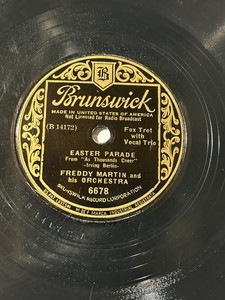 B
Brunswick
MADE IN UNITED STATES OF AMERICA
Not Licensed for Radio Broadcast
(B 14172)
Fox Trot
with
Vocal Trio
EASTER PARADE
From "As Thousands Cheer"
-Irving Berlin-
FREDDY MARTIN and
his ORCHESTRA
6678
BRUNSWICK RECORD CORPORATION